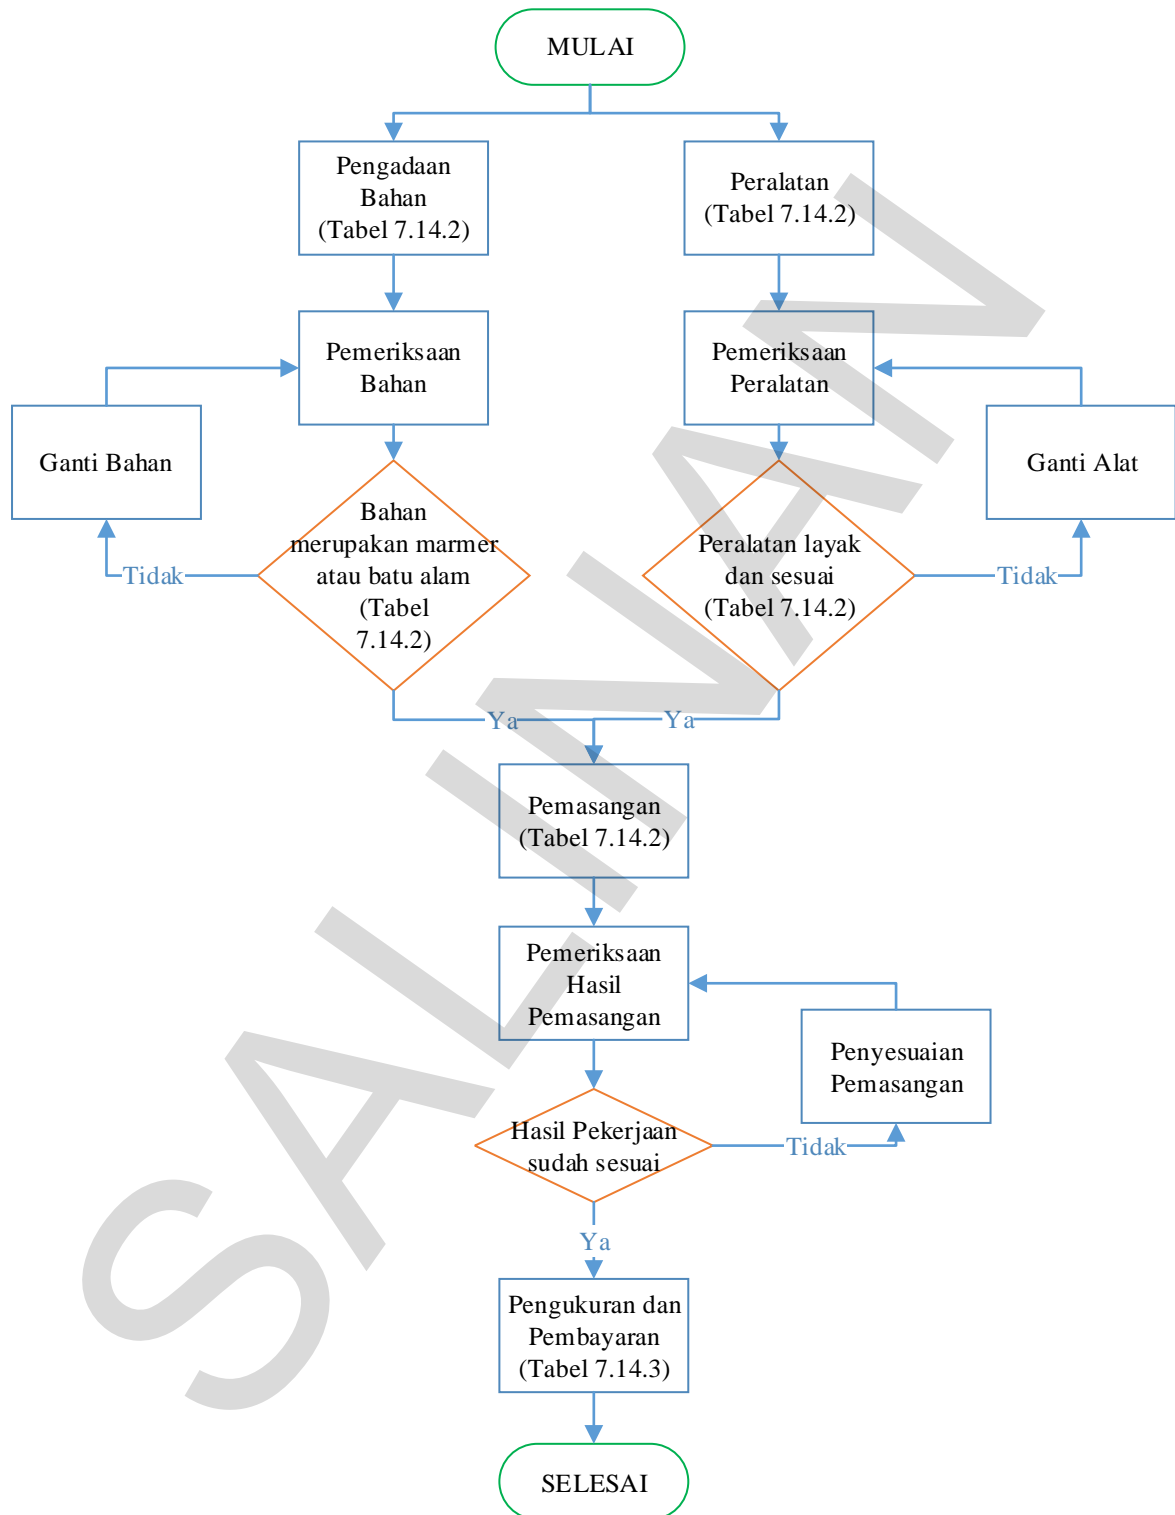 MULAI
Pengadaan
Bahan
(Tabel 7.14.2)
Peralatan
(Tabel 7.14.2)
Pemeriksaan
Bahan
Pemeriksaan
Peralatan
Ganti Bahan
Ganti Alat
Bahan
merupakan marmer
atau batu alam
(Tabel
7.14.2)
Peralatan layak
dan sesuai
(Tabel 7.14.2)
Tidak
Tidak
Ya
Ya
Pemasangan
(Tabel 7.14.2)
Pemeriksaan
Hasil
Pemasangan
Penyesuaian
Pemasangan
Hasil Pekerjaan
sudah sesuai
Tidak
Ya
Pengukuran dan
Pembayaran
(Tabel 7.14.3)
SELESAI
SALINAN